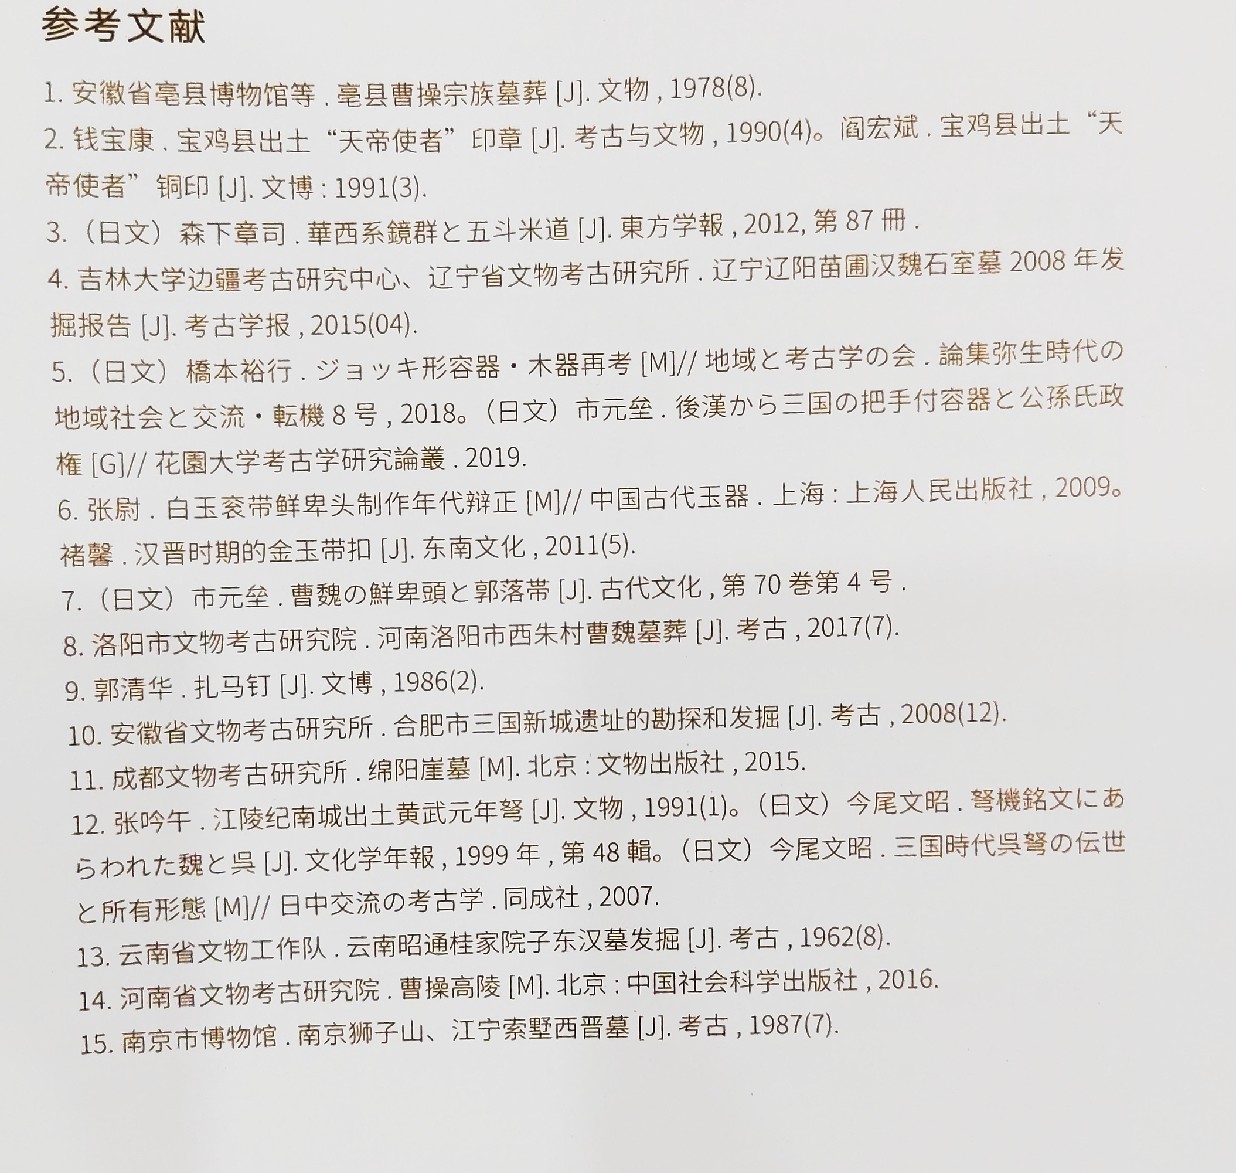 参考文献
1. 安徽省亳县博物馆等 . 亳县曹操宗族墓葬 [J]. 文物 , 1978(8).
2. 钱宝康 . 宝鸡县出土“天帝使者”印章 [J]. 考古与文物 , 1990(4)。阎宏斌 . 宝鸡县出土“天
帝使者”铜印 [J]. 文博 : 1991(3).
3.（日文）森下章司 . 華西系鏡群と五斗米道 [J]. 東方学報 , 2012, 第 87 冊 .
4. 吉林大学边疆考古研究中心、辽宁省文物考古研究所 . 辽宁辽阳苗圃汉魏石室墓 2008 年发
掘报告 [J]. 考古学报 , 2015(04).
5.（日文）橋本裕行 . ジョッキ形容器・木器再考 [M]// 地域と考古学の会 . 論集弥生時代の
地域社会と交流・転機 8 号 , 2018。（日文）市元塁 . 後漢から三国の把手付容器と公孫氏政
権 [G]// 花園大学考古学研究論叢 . 2019.
6. 张尉 . 白玉衮带鲜卑头制作年代辩正 [M]// 中国古代玉器 . 上海 : 上海人民出版社 , 2009。
褚馨 . 汉晋时期的金玉带扣 [J]. 东南文化 , 2011(5).
7.（日文）市元塁 . 曹魏の鮮卑頭と郭落帯 [J]. 古代文化 , 第 70 巻第 4 号 .
8. 洛阳市文物考古研究院 . 河南洛阳市西朱村曹魏墓葬 [J]. 考古 , 2017(7).
9. 郭清华 . 扎马钉 [J]. 文博 , 1986(2).
10. 安徽省文物考古研究所 . 合肥市三国新城遗址的勘探和发掘 [J]. 考古 , 2008(12).
11. 成都文物考古研究所 . 绵阳崖墓 [M]. 北京 : 文物出版社 , 2015.
12. 张吟午 . 江陵纪南城出土黄武元年弩 [J]. 文物 , 1991(1)。（日文）今尾文昭 . 弩機銘文にあ
らわれた魏と呉 [J]. 文化学年報 , 1999 年 , 第 48 輯。（日文）今尾文昭 . 三国時代呉弩の伝世
と所有形態 [M]// 日中交流の考古学 . 同成社 , 2007.
13. 云南省文物工作队 . 云南昭通桂家院子东汉墓发掘 [J]. 考古 , 1962(8).
14. 河南省文物考古研究院 . 曹操高陵 [M]. 北京 : 中国社会科学出版社 , 2016.
15. 南京市博物馆 . 南京狮子山、江宁索墅西晋墓 [J]. 考古 , 1987(7).